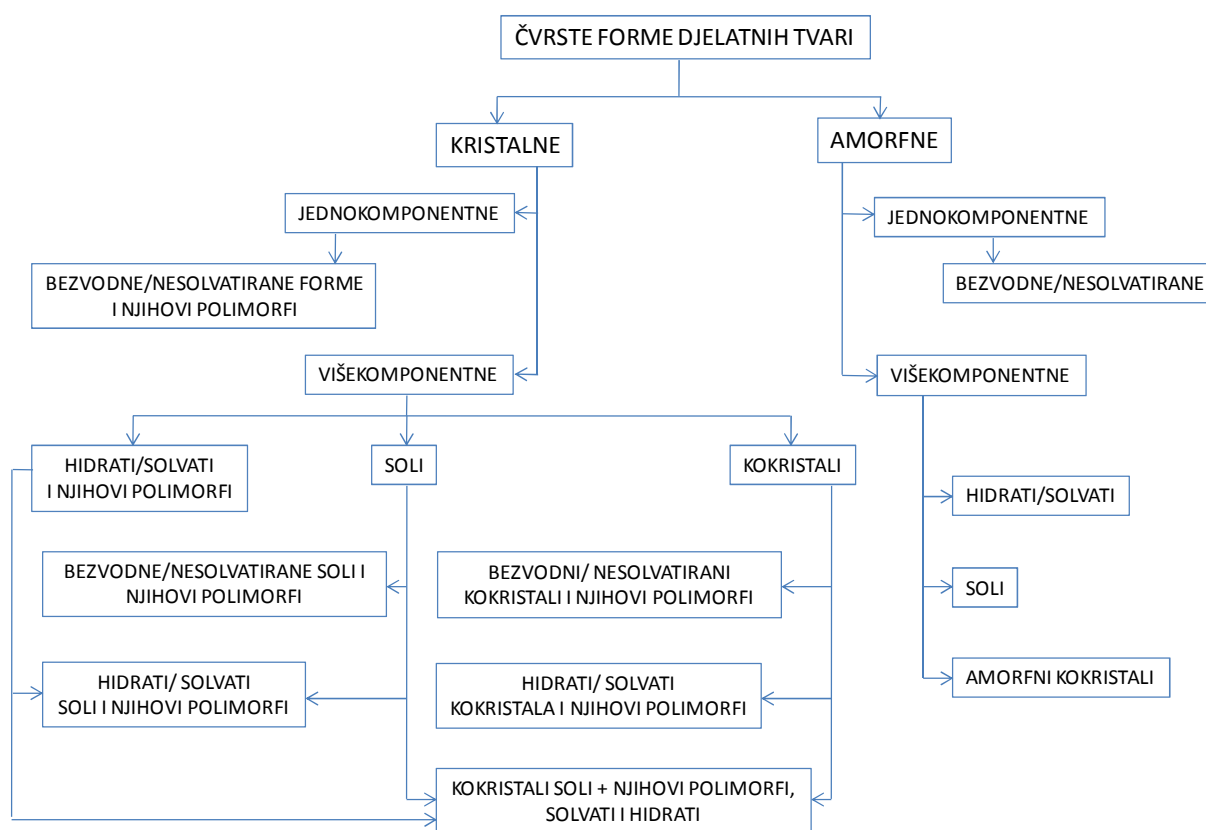 ČVRSTE FORME DJELATNIH TVARI
KRISTALNE
AMORFNE
JEDNOKOMPONENTNE
JEDNOKOMPONENTNE
BEZVODNE/NESOLVATIRANE FORME
I NJIHOVI POLIMORFI
BEZVODNE/NESOLVATIRANE
VIŠEKOMPONENTNE
VIŠEKOMPONENTNE
HIDRATI/SOLVATI
I NJIHOVI POLIMORFI
SOLI
KOKRISTALI
HIDRATI/SOLVATI
BEZVODNE/NESOLVATIRANE SOLI I
NJIHOVI POLIMORFI
BEZVODNI/ NESOLVATIRANI
KOKRISTALI I NJIHOVI POLIMORFI
SOLI
HIDRATI/ SOLVATI
SOLI I NJIHOVI POLIMORFI
HIDRATI/ SOLVATI
KOKRISTALA I NJIHOVI POLIMORFI
AMORFNI KOKRISTALI
KOKRISTALI SOLI + NJIHOVI POLIMORFI,
SOLVATI I HIDRATI